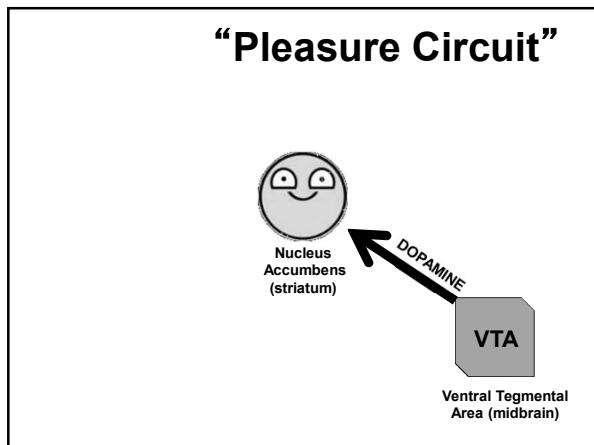 “Pleasure Circuit”
Nucleus
Accumbens
(striatum)
DOPAMINE
VTA
Ventral Tegmental
Area (midbrain)